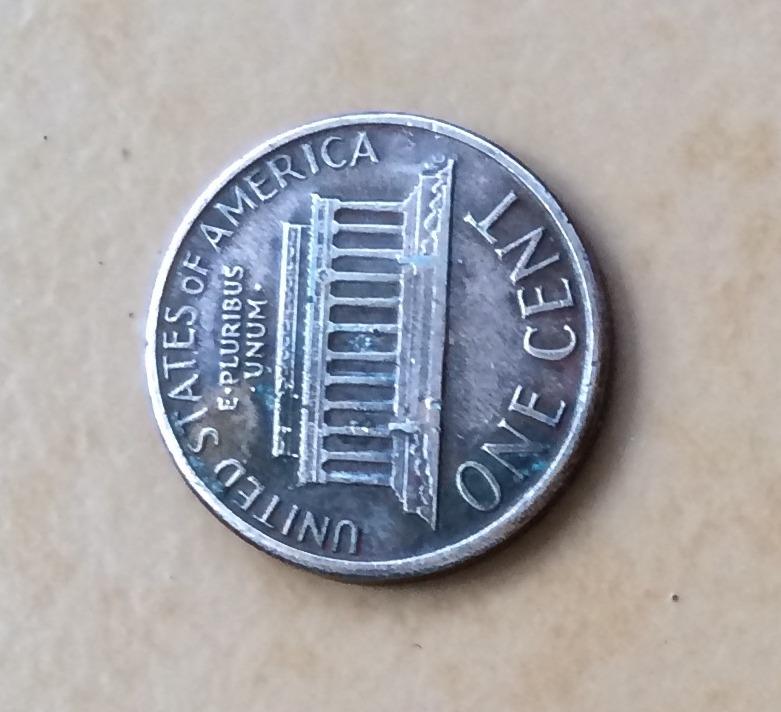 UNITED STATES OF AMERICA
E·PLURIBUS
·UNUM·
ONE CENT